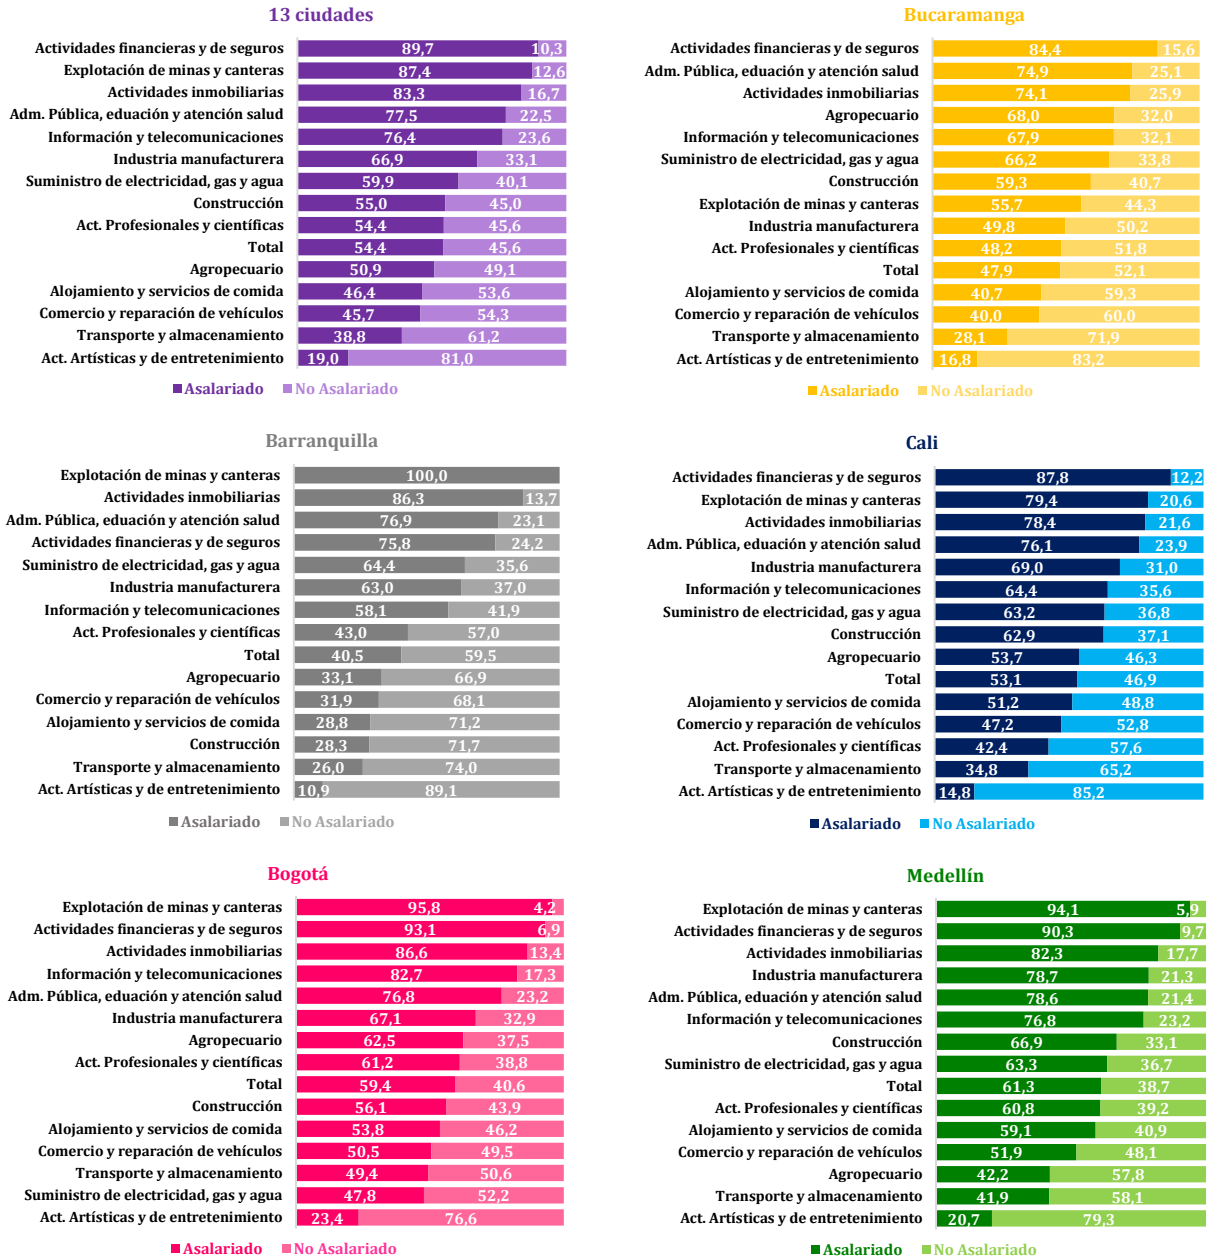 13 ciudades
Actividades financieras y de seguros 89,7 10,3
Explotación de minas y canteras 87,4 12,6
Actividades inmobiliarias 83,3 16,7
Adm. Pública, eduación y atención salud 77,5 22,5
Información y telecomunicaciones 76,4 23,6
Industria manufacturera 66,9 33,1
Suministro de electricidad, gas y agua 59,9 40,1
Construcción 55,0 45,0
Act. Profesionales y científicas 54,4 45,6
Total 54,4 45,6
Agropecuario 50,9 49,1
Alojamiento y servicios de comida 46,4 53,6
Comercio y reparación de vehículos 45,7 54,3
Transporte y almacenamiento 38,8 61,2
Act. Artísticas y de entretenimiento 19,0 81,0
Asalariado No Asalariado
Bucaramanga
Actividades financieras y de seguros 84,4 15,6
Adm. Pública, eduación y atención salud 74,9 25,1
Actividades inmobiliarias 74,1 25,9
Agropecuario 68,0 32,0
Información y telecomunicaciones 67,9 32,1
Suministro de electricidad, gas y agua 66,2 33,8
Construcción 59,3 40,7
Explotación de minas y canteras 55,7 44,3
Industria manufacturera 49,8 50,2
Act. Profesionales y científicas 48,2 51,8
Total 47,9 52,1
Alojamiento y servicios de comida 40,7 59,3
Comercio y reparación de vehículos 40,0 60,0
Transporte y almacenamiento 28,1 71,9
Act. Artísticas y de entretenimiento 16,8 83,2
Asalariado No Asalariado
Barranquilla
Explotación de minas y canteras 100,0
Actividades inmobiliarias 86,3 13,7
Adm. Pública, eduación y atención salud 76,9 23,1
Actividades financieras y de seguros 75,8 24,2
Suministro de electricidad, gas y agua 64,4 35,6
Industria manufacturera 63,0 37,0
Información y telecomunicaciones 58,1 41,9
Act. Profesionales y científicas 43,0 57,0
Total 40,5 59,5
Agropecuario 33,1 66,9
Comercio y reparación de vehículos 31,9 68,1
Alojamiento y servicios de comida 28,8 71,2
Construcción 28,3 71,7
Transporte y almacenamiento 26,0 74,0
Act. Artísticas y de entretenimiento 10,9 89,1
Asalariado No Asalariado
Cali
Actividades financieras y de seguros 87,8 12,2
Explotación de minas y canteras 79,4 20,6
Actividades inmobiliarias 78,4 21,6
Adm. Pública, eduación y atención salud 76,1 23,9
Industria manufacturera 69,0 31,0
Información y telecomunicaciones 64,4 35,6
Suministro de electricidad, gas y agua 63,2 36,8
Construcción 62,9 37,1
Agropecuario 53,7 46,3
Total 53,1 46,9
Alojamiento y servicios de comida 51,2 48,8
Comercio y reparación de vehículos 47,2 52,8
Act. Profesionales y científicas 42,4 57,6
Transporte y almacenamiento 34,8 65,2
Act. Artísticas y de entretenimiento 14,8 85,2
Asalariado No Asalariado
Bogotá
Explotación de minas y canteras 95,8 4,2
Actividades financieras y de seguros 93,1 6,9
Actividades inmobiliarias 86,6 13,4
Información y telecomunicaciones 82,7 17,3
Adm. Pública, eduación y atención salud 76,8 23,2
Industria manufacturera 67,1 32,9
Agropecuario 62,5 37,5
Act. Profesionales y científicas 61,2 38,8
Total 59,4 40,6
Construcción 56,1 43,9
Alojamiento y servicios de comida 53,8 46,2
Comercio y reparación de vehículos 50,5 49,5
Transporte y almacenamiento 49,4 50,6
Suministro de electricidad, gas y agua 47,8 52,2
Act. Artísticas y de entretenimiento 23,4 76,6
Asalariado No Asalariado
Medellín
Explotación de minas y canteras 94,1 5,9
Actividades financieras y de seguros 90,3 9,7
Actividades inmobiliarias 82,3 17,7
Industria manufacturera 78,7 21,3
Adm. Pública, eduación y atención salud 78,6 21,4
Información y telecomunicaciones 76,8 23,2
Construcción 66,9 33,1
Suministro de electricidad, gas y agua 63,3 36,7
Total 61,3 38,7
Act. Profesionales y científicas 60,8 39,2
Alojamiento y servicios de comida 59,1 40,9
Comercio y reparación de vehículos 51,9 48,1
Agropecuario 42,2 57,8
Transporte y almacenamiento 41,9 58,1
Act. Artísticas y de entretenimiento 20,7 79,3
Asalariado No Asalariado